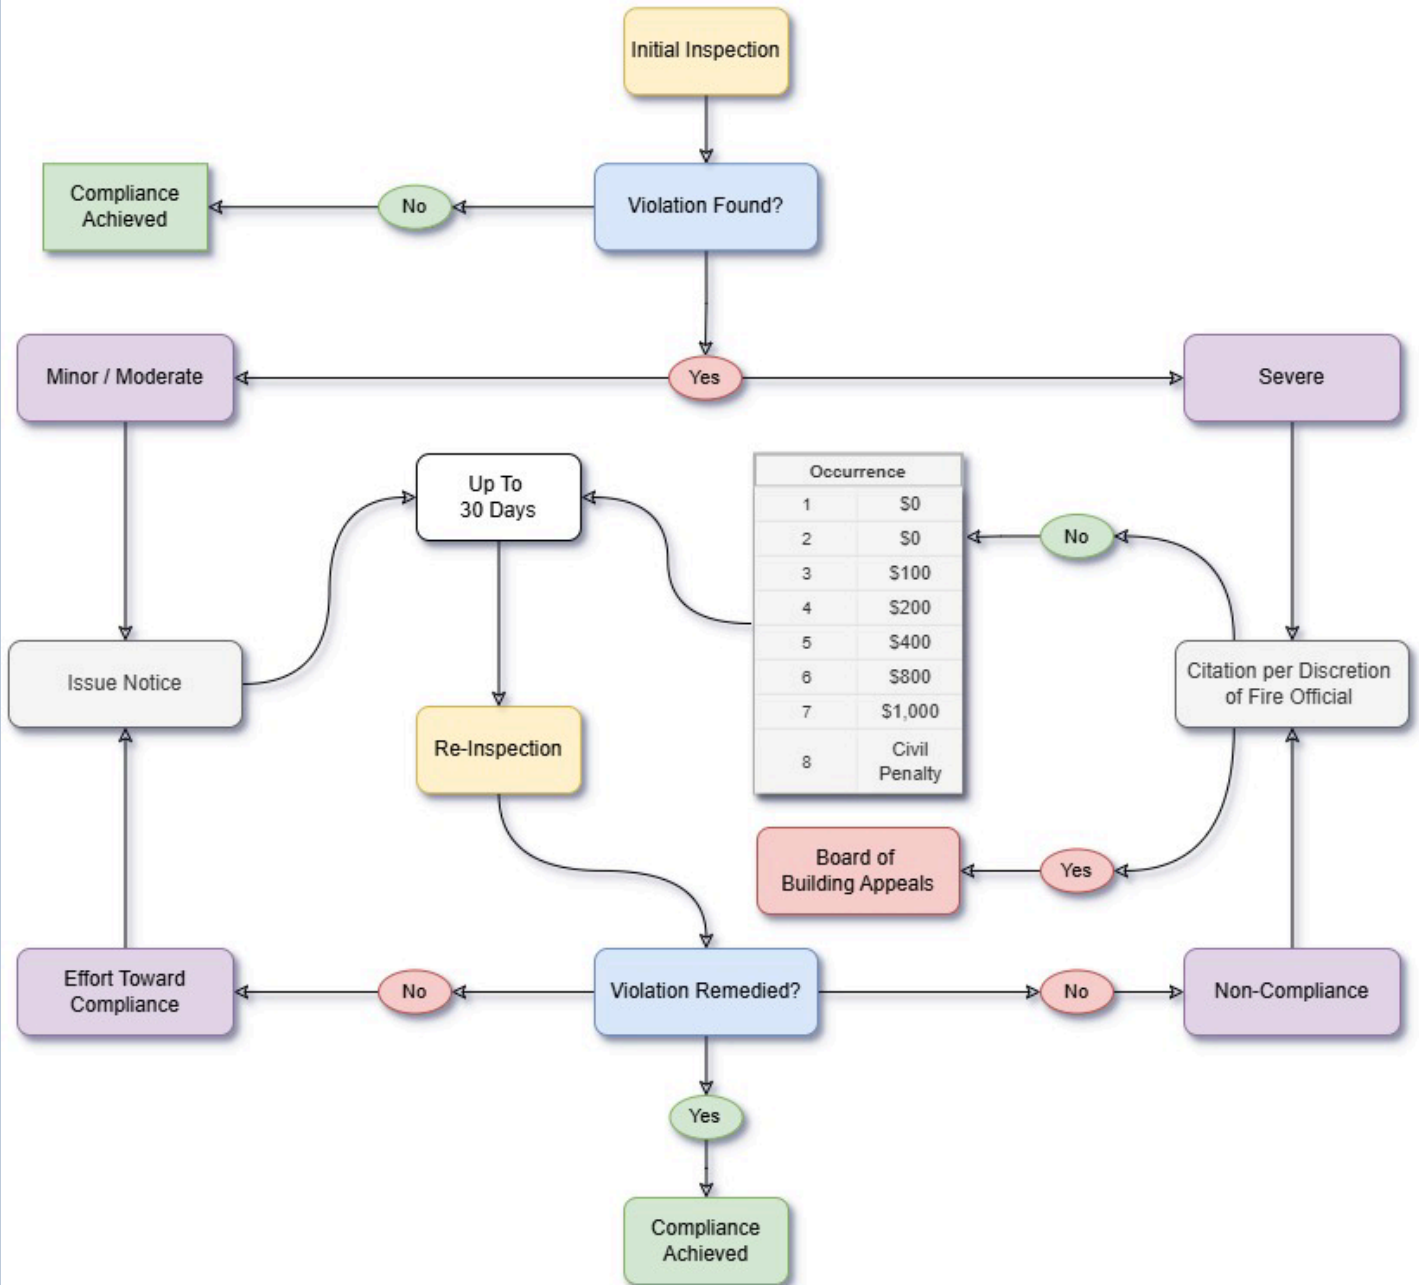 Initial Inspection
Compliance
Achieved
No
Violation Found?
Minor / Moderate
Yes
Severe
Up To
30 Days
Occurrence
1 $0
2 $0
3 $100
4 $200
5 $400
6 $800
7 $1,000
8 Civil
Penalty
No
Issue Notice
Citation per Discretion
of Fire Official
Re-Inspection
Board of
Building Appeals
Yes
Effort Toward
Compliance
No
Violation Remedied?
No
Non-Compliance
Yes
Compliance
Achieved